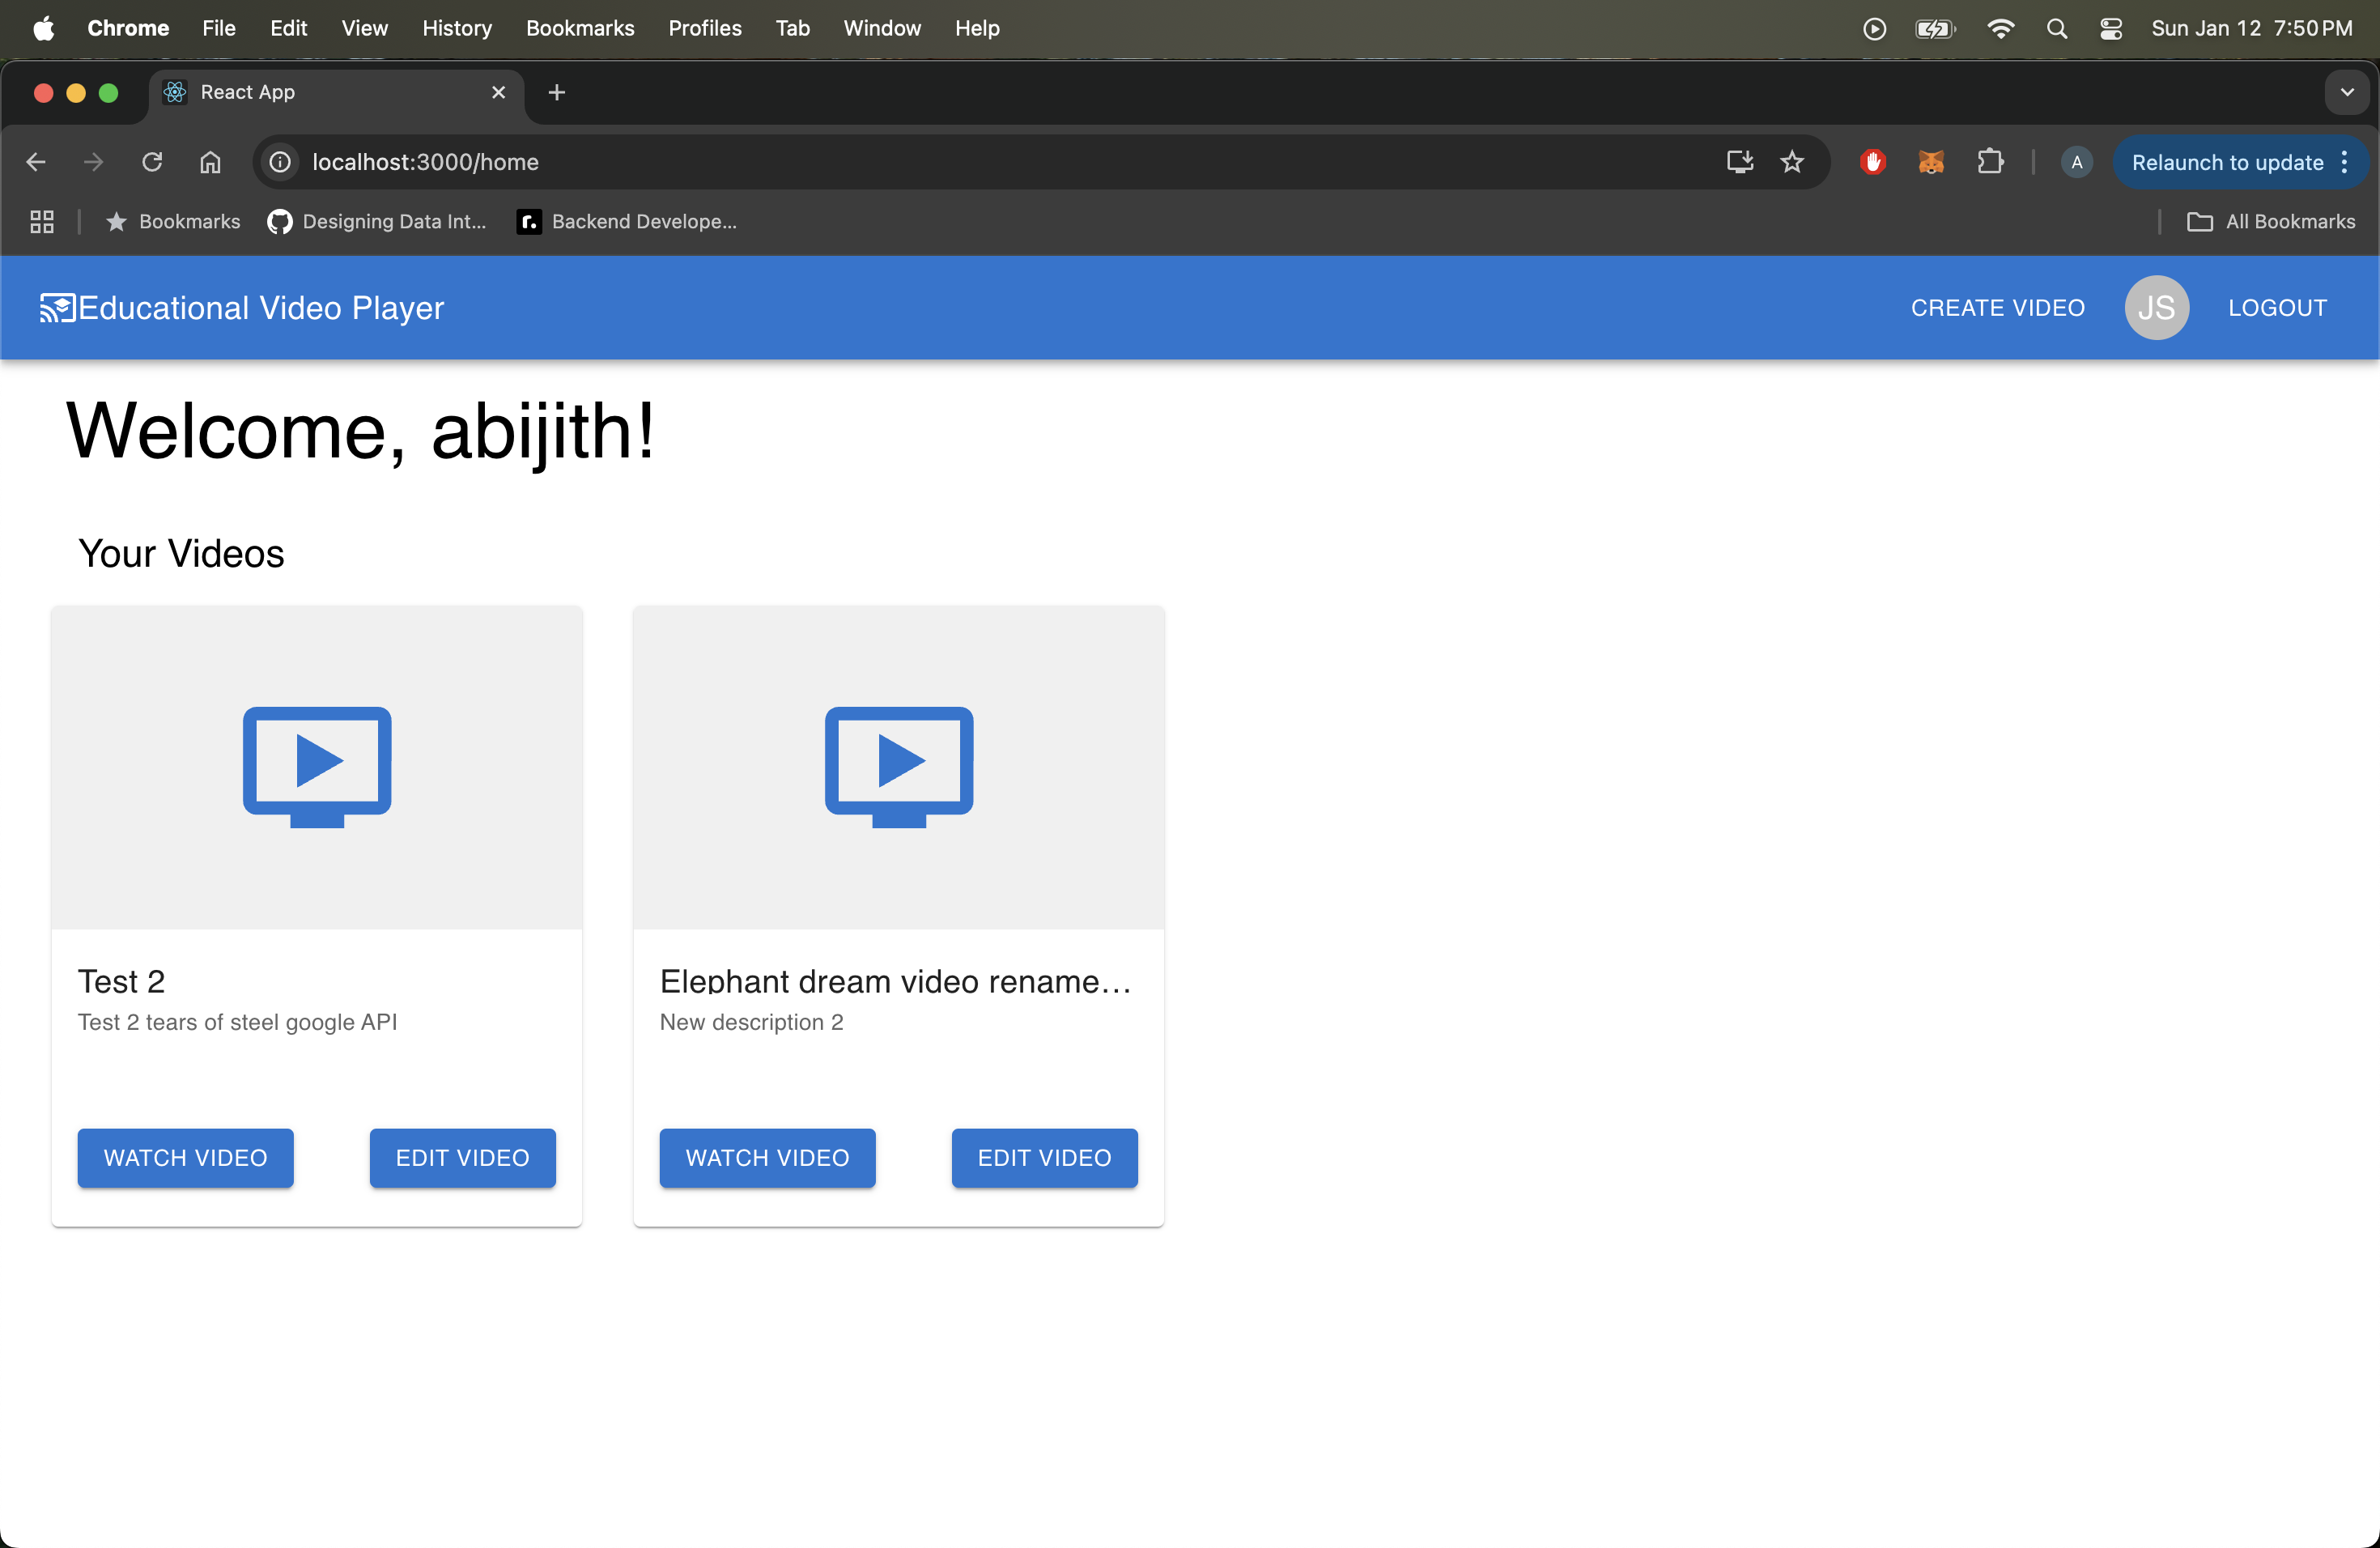 Chrome File Edit View History Bookmarks Profiles Tab Window Help Sun Jan 12 7:50 PM
React App
localhost:3000/home A Relaunch to update
Bookmarks Designing Data Int... r. Backend Develope... All Bookmarks
Educational Video Player CREATE VIDEO JS LOGOUT
Welcome, abijith!
Your Videos
Test 2
Test 2 tears of steel google API
WATCH VIDEO EDIT VIDEO
Elephant dream video rename...
New description 2
WATCH VIDEO EDIT VIDEO